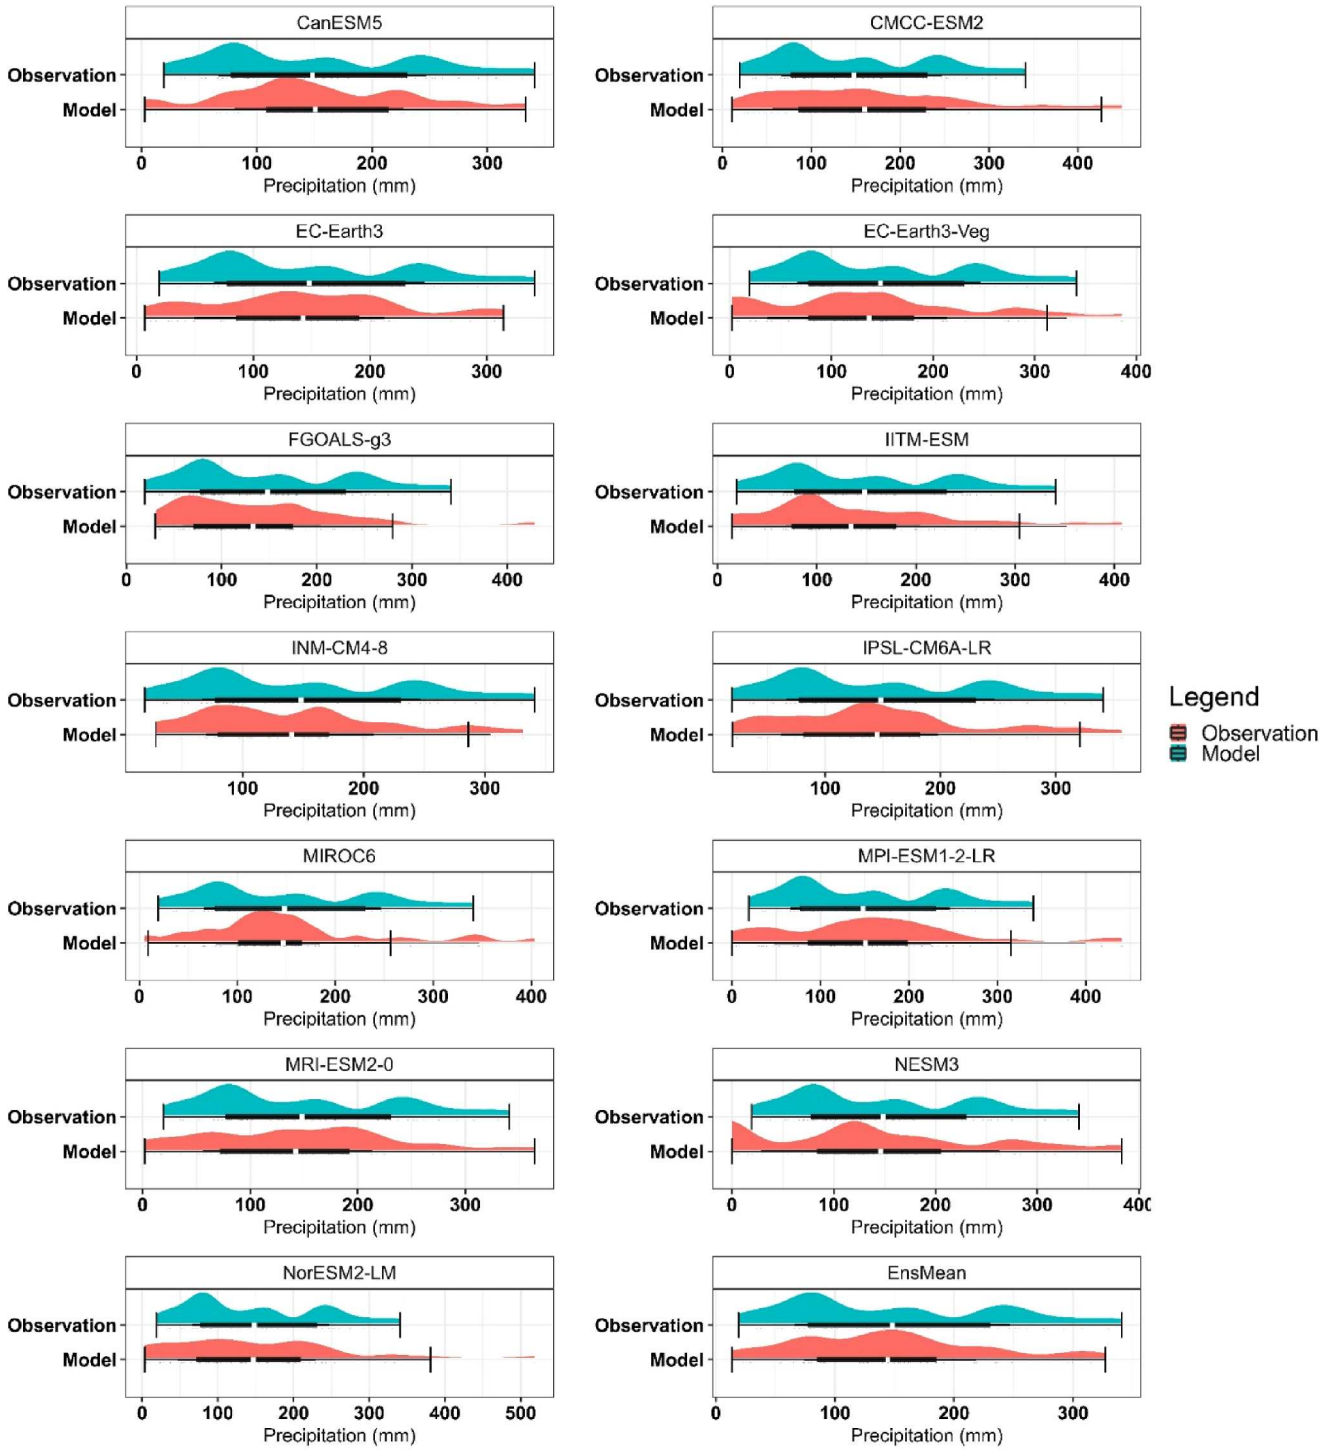 CanESM5
Observation
Model
0 100 200 300
Precipitation (mm)
CMCC-ESM2
Observation
Model
0 100 200 300 400
Precipitation (mm)
EC-Earth3
Observation
Model
0 100 200 300
Precipitation (mm)
EC-Earth3-Veg
Observation
Model
0 100 200 300 400
Precipitation (mm)
FGOALS-g3
Observation
Model
0 100 200 300 400
Precipitation (mm)
IITM-ESM
Observation
Model
0 100 200 300 400
Precipitation (mm)
INM-CM4-8
Observation
Model
100 200 300
Precipitation (mm)
IPSL-CM6A-LR
Observation
Model
100 200 300
Precipitation (mm)
Legend
Observation
Model
MIROC6
Observation
Model
0 100 200 300 400
Precipitation (mm)
MPI-ESM1-2-LR
Observation
Model
0 100 200 300 400
Precipitation (mm)
MRI-ESM2-0
Observation
Model
0 100 200 300
Precipitation (mm)
NESM3
Observation
Model
0 100 200 300 400
Precipitation (mm)
NorESM2-LM
Observation
Model
0 100 200 300 400 500
Precipitation (mm)
EnsMean
Observation
Model
0 100 200 300
Precipitation (mm)